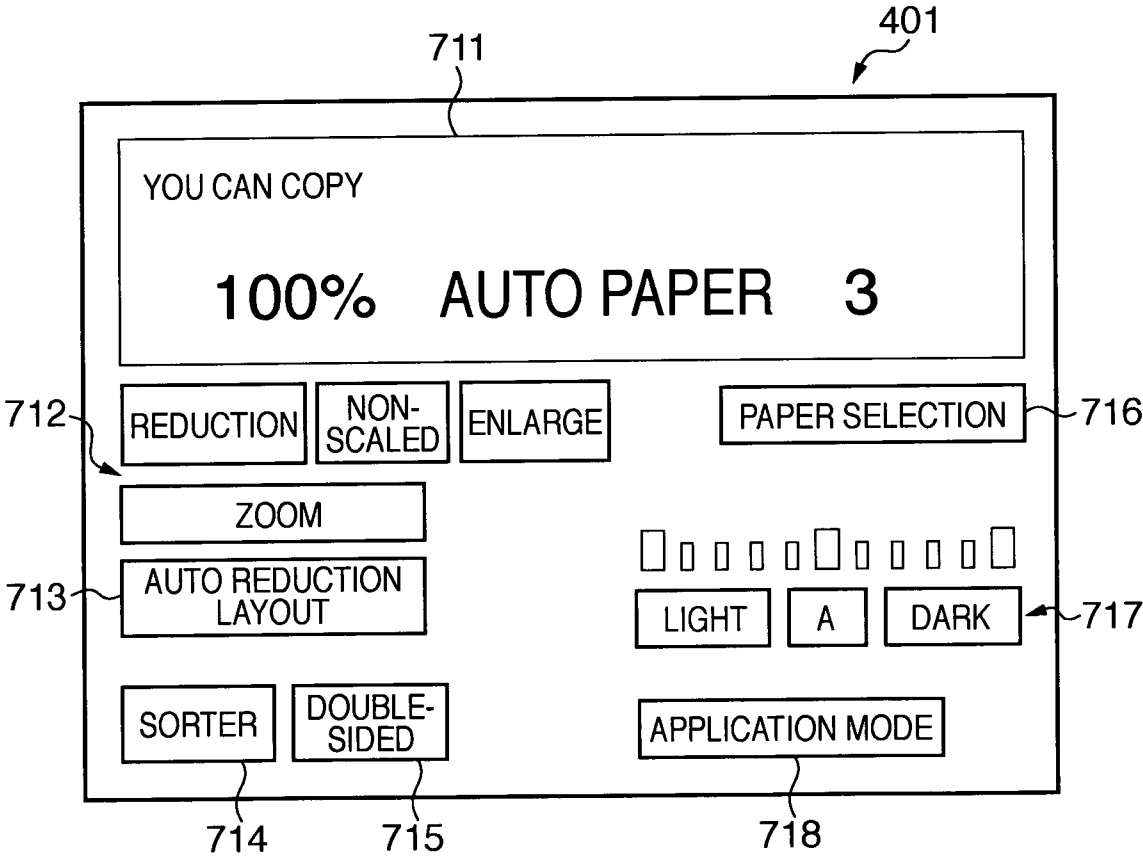 401
711
YOU CAN COPY
100% AUTO PAPER 3
712
REDUCTION
NON-
SCALED
ENLARGE
PAPER SELECTION
716
ZOOM
713
AUTO REDUCTION
LAYOUT
LIGHT
A
DARK
717
SORTER
DOUBLE-
SIDED
APPLICATION MODE
714
715
718